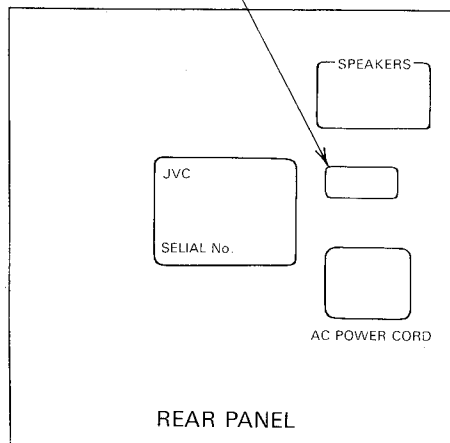 SPEAKERS
JVC
SELIAL No.
AC POWER CORD
REAR PANEL